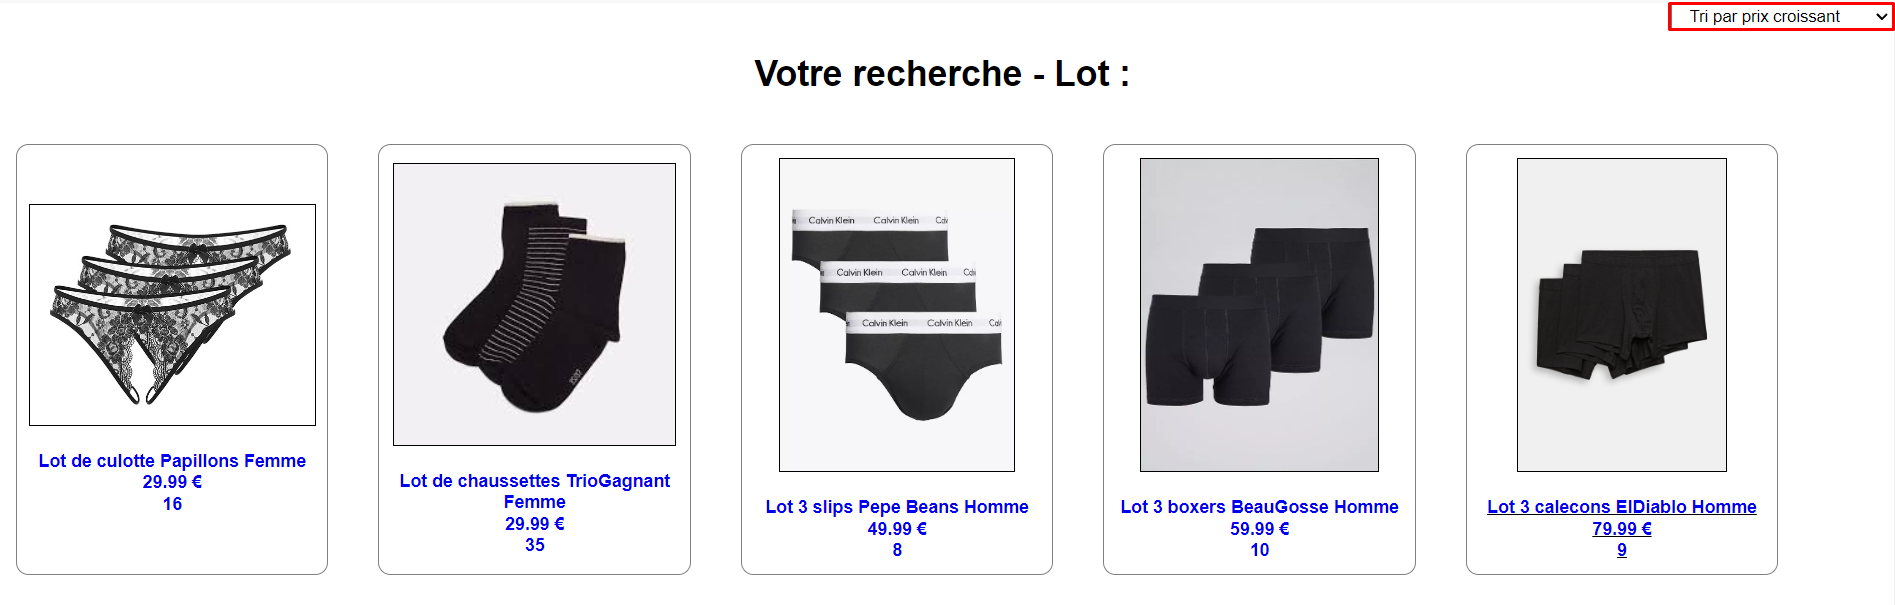 Tri par prix croissant
Votre recherche - Lot :
Lot de culotte Papillons Femme
29.99 €
16
Lot de chaussettes TrioGagnant
Femme
29.99 €
35
Calvin Klein Calvin Klein
Calvin Klein Calvin Klein
Calvin Klein Calvin Klein
Lot 3 slips Pepe Beans Homme
49.99 €
8
Lot 3 boxers BeauGosse Homme
59.99 €
10
Lot 3 calecons ElDiablo Homme
79.99 €
9